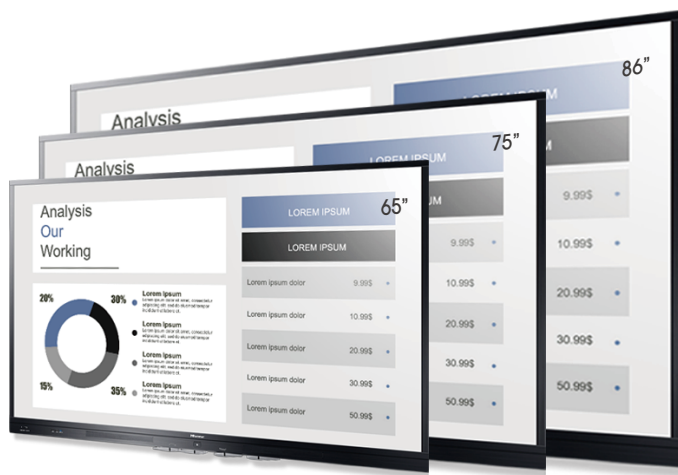 86”
LOREM IPSUM
Analysis
M
9.99$
10.99$
20.99$
30.99$
50.99$
75”
LOREM IPSUM
Analysis
9.99$
10.99$
20.99$
30.99$
50.99$
65”
Analysis
Our
Working
LOREM IPSUM
LOREM IPSUM
Lorem ipsum dolor 9.99$
Lorem ipsum dolor 10.99$
Lorem ipsum dolor 20.99$
Lorem ipsum dolor 30.99$
Lorem ipsum dolor 50.99$
20%
30%
15%
35%
Lorem ipsum
Lorem ipsum
Lorem ipsum
Lorem ipsum